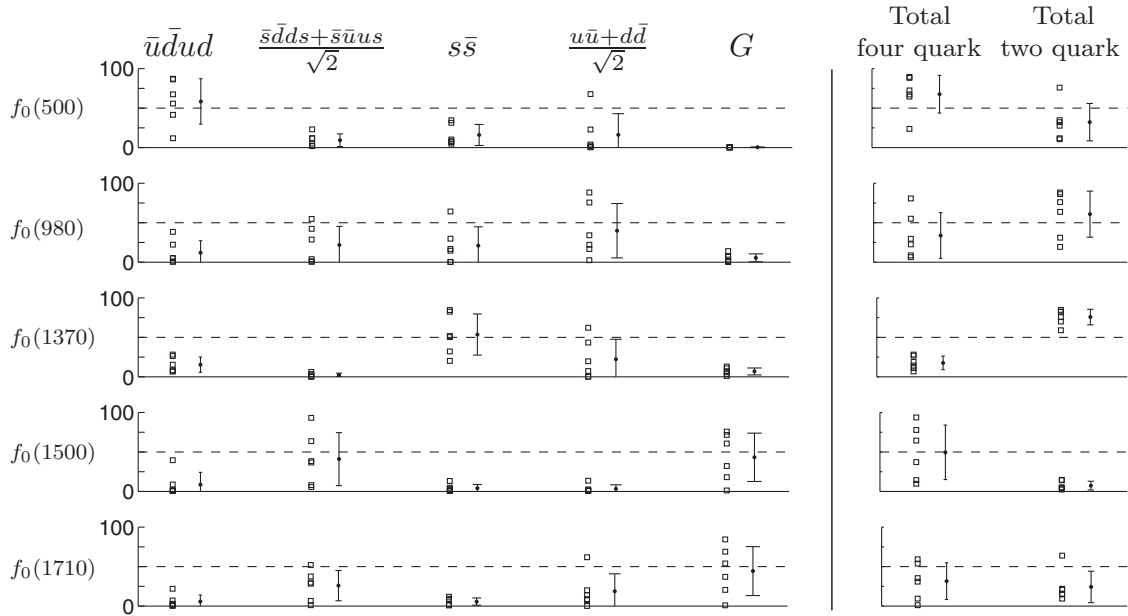 Total Total
ūd̄ud (s̄d̄ds+s̄ūus)/√2 ss̄ (uū+dd̄)/√2 G four quark two quark
100
f₀(500)
0
100
f₀(980)
0
100
f₀(1370)
0
100
f₀(1500)
0
100
f₀(1710)
0